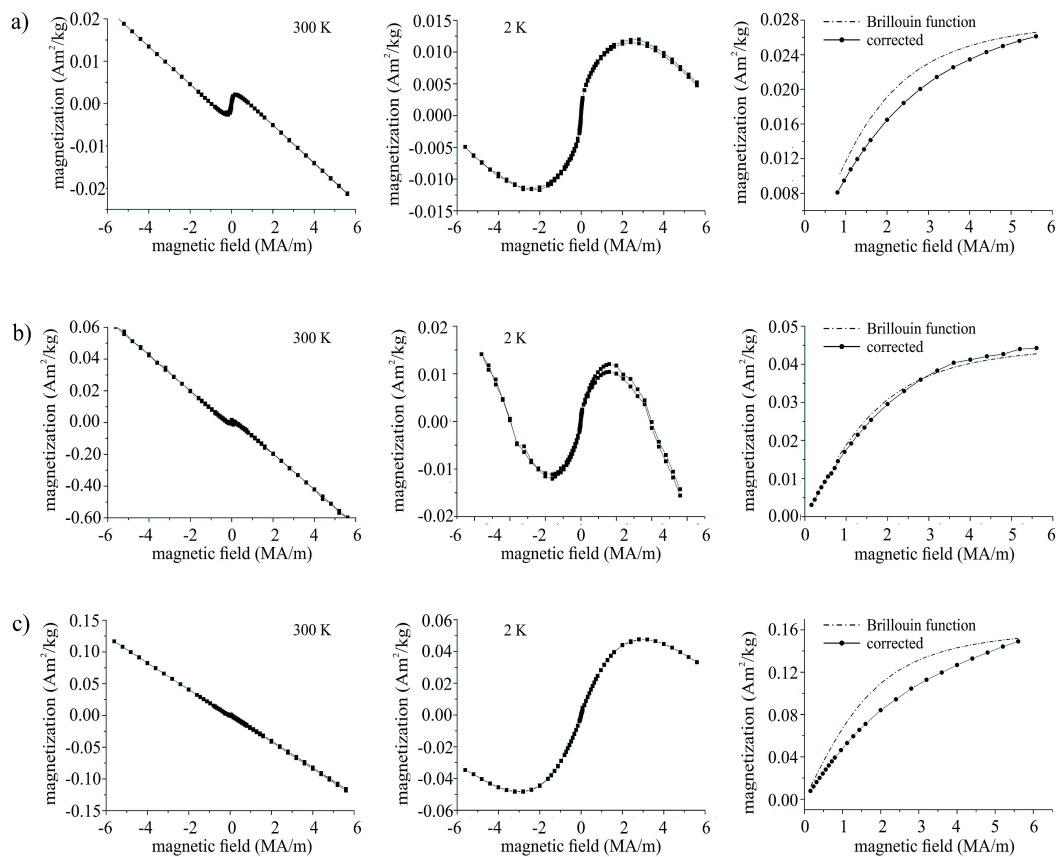 a)
300 K
magnetization (Am²/kg)
0.02
0.01
0.00
-0.01
-0.02
-6 -4 -2 0 2 4 6
magnetic field (MA/m)
2 K
magnetization (Am²/kg)
0.015
0.010
0.005
0.000
-0.005
-0.010
-0.015
-6 -4 -2 0 2 4 6
magnetic field (MA/m)
Brillouin function
corrected
magnetization (Am²/kg)
0.028
0.024
0.020
0.016
0.012
0.008
0 1 2 3 4 5 6
magnetic field (MA/m)
b)
300 K
magnetization (Am²/kg)
0.06
0.04
0.02
0.00
-0.20
-0.40
-0.60
-6 -4 -2 0 2 4 6
magnetic field (MA/m)
2 K
magnetization (Am²/kg)
0.02
0.01
0.00
-0.01
-0.02
-6 -4 -2 0 2 4 6
magnetic field (MA/m)
Brillouin function
corrected
magnetization (Am²/kg)
0.05
0.04
0.03
0.02
0.01
0.00
0 1 2 3 4 5 6
magnetic field (MA/m)
c)
300 K
magnetization (Am²/kg)
0.15
0.10
0.05
0.00
-0.05
-0.10
-0.15
-6 -4 -2 0 2 4 6
magnetic field (MA/m)
2 K
magnetization (Am²/kg)
0.06
0.04
0.02
0.00
-0.02
-0.04
-0.06
-6 -4 -2 0 2 4 6
magnetic field (MA/m)
Brillouin function
corrected
magnetization (Am²/kg)
0.16
0.12
0.08
0.04
0.00
0 1 2 3 4 5 6
magnetic field (MA/m)